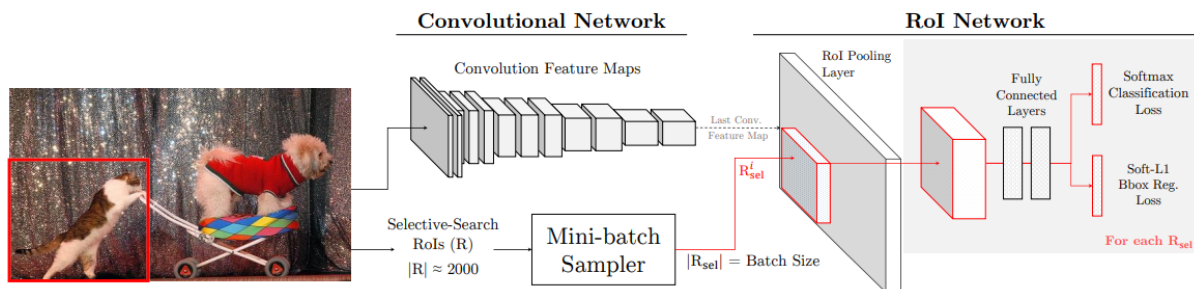 Convolutional Network
RoI Network
Convolution Feature Maps
RoI Pooling
Layer
Fully
Connected
Layers
Softmax
Classification
Loss
Last Conv.
Feature Map
R^i_sel
Soft-L1
Bbox Reg.
Loss
Selective-Search
RoIs (R)
|R| ≈ 2000
Mini-batch
Sampler
|R_sel| = Batch Size
For each R_sel